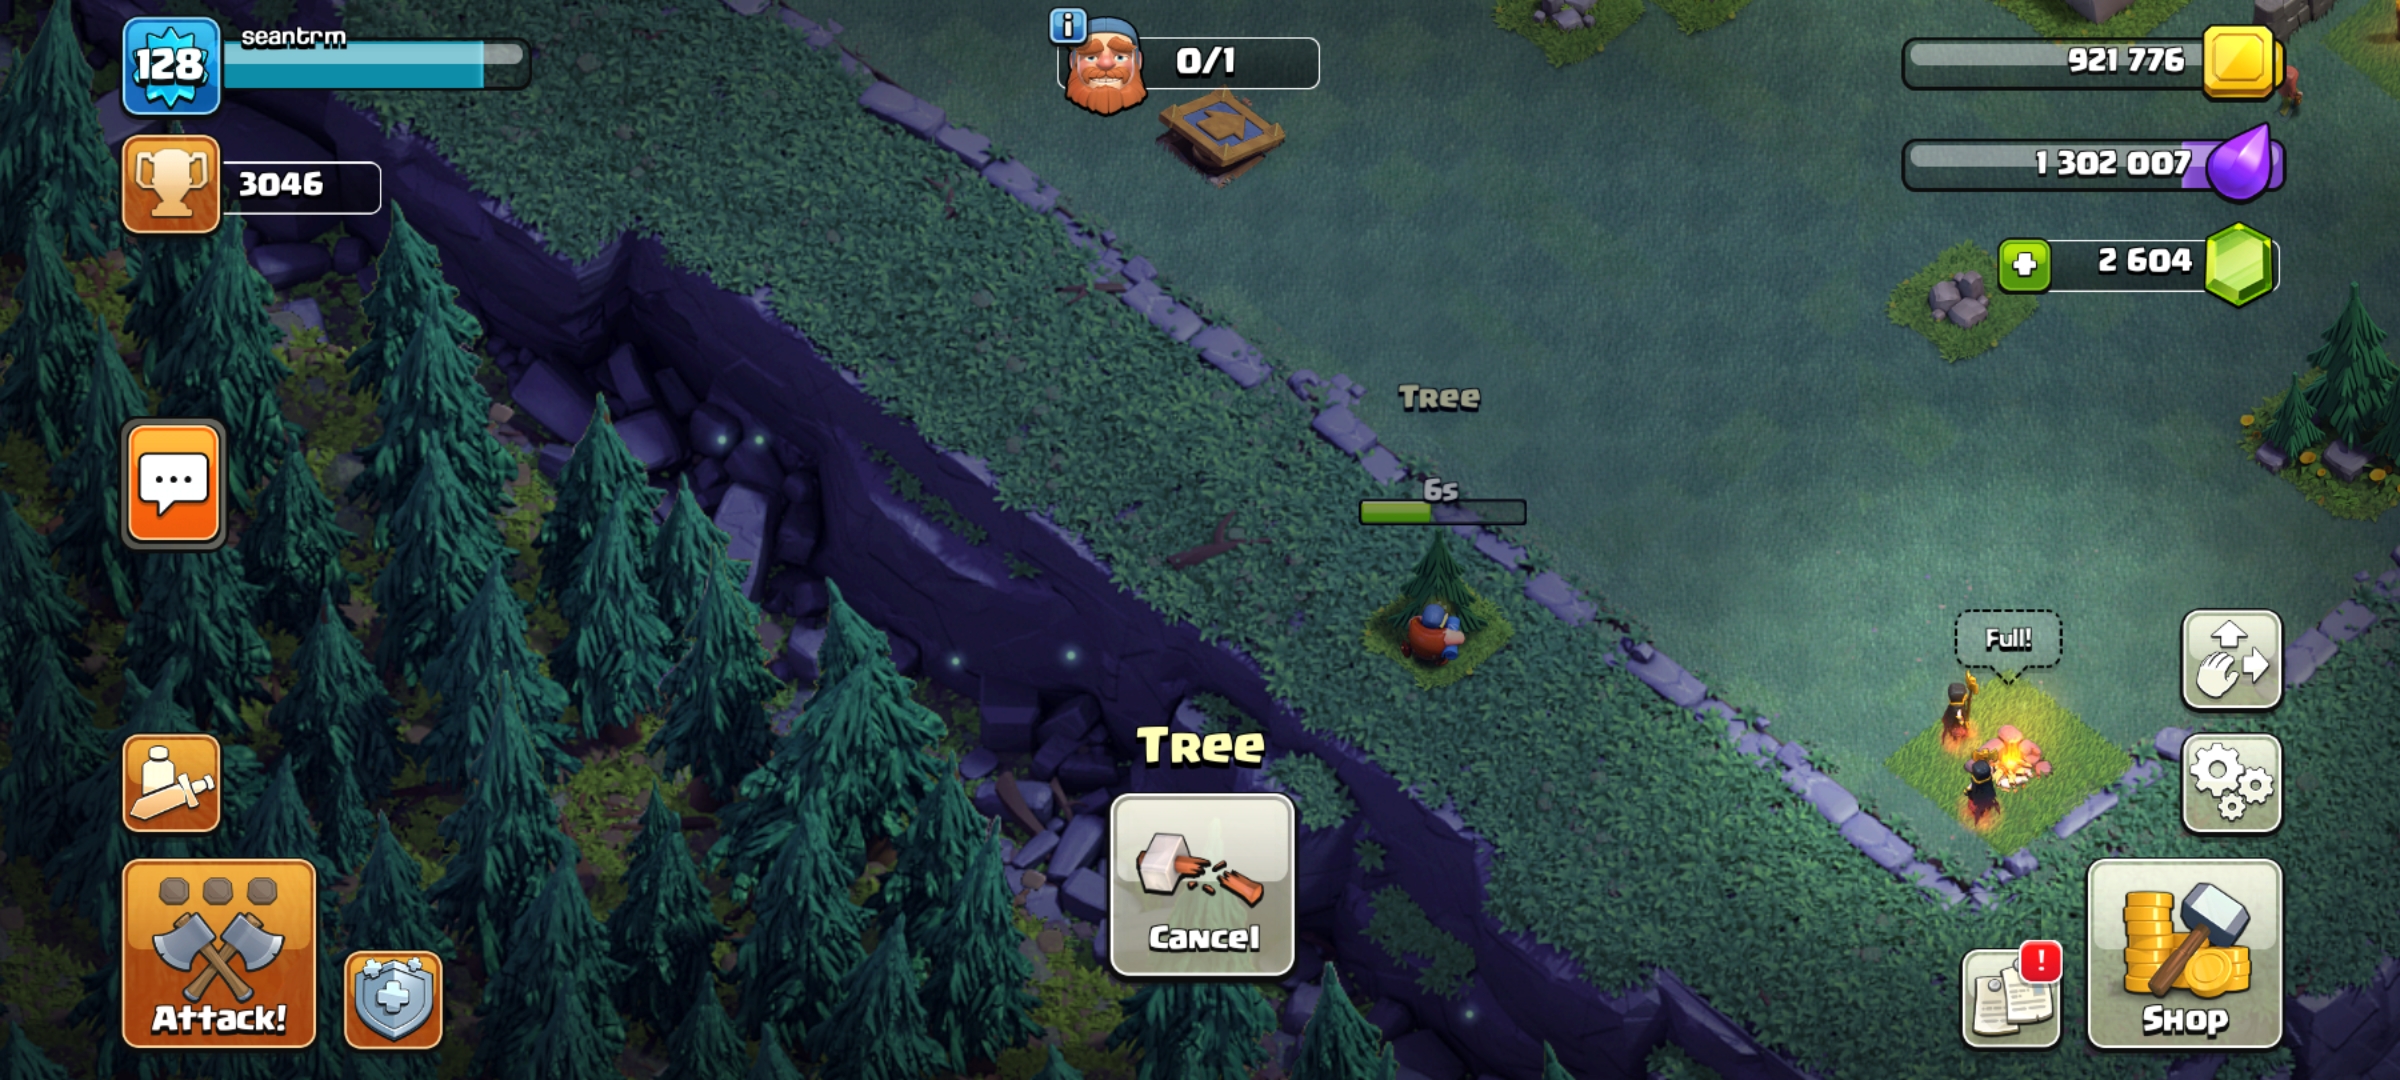 128
seantrm
i
0/1
921 776
3046
1 302 007
2 604
Tree
6s
Full!
Tree
Cancel
!
Attack!
Shop